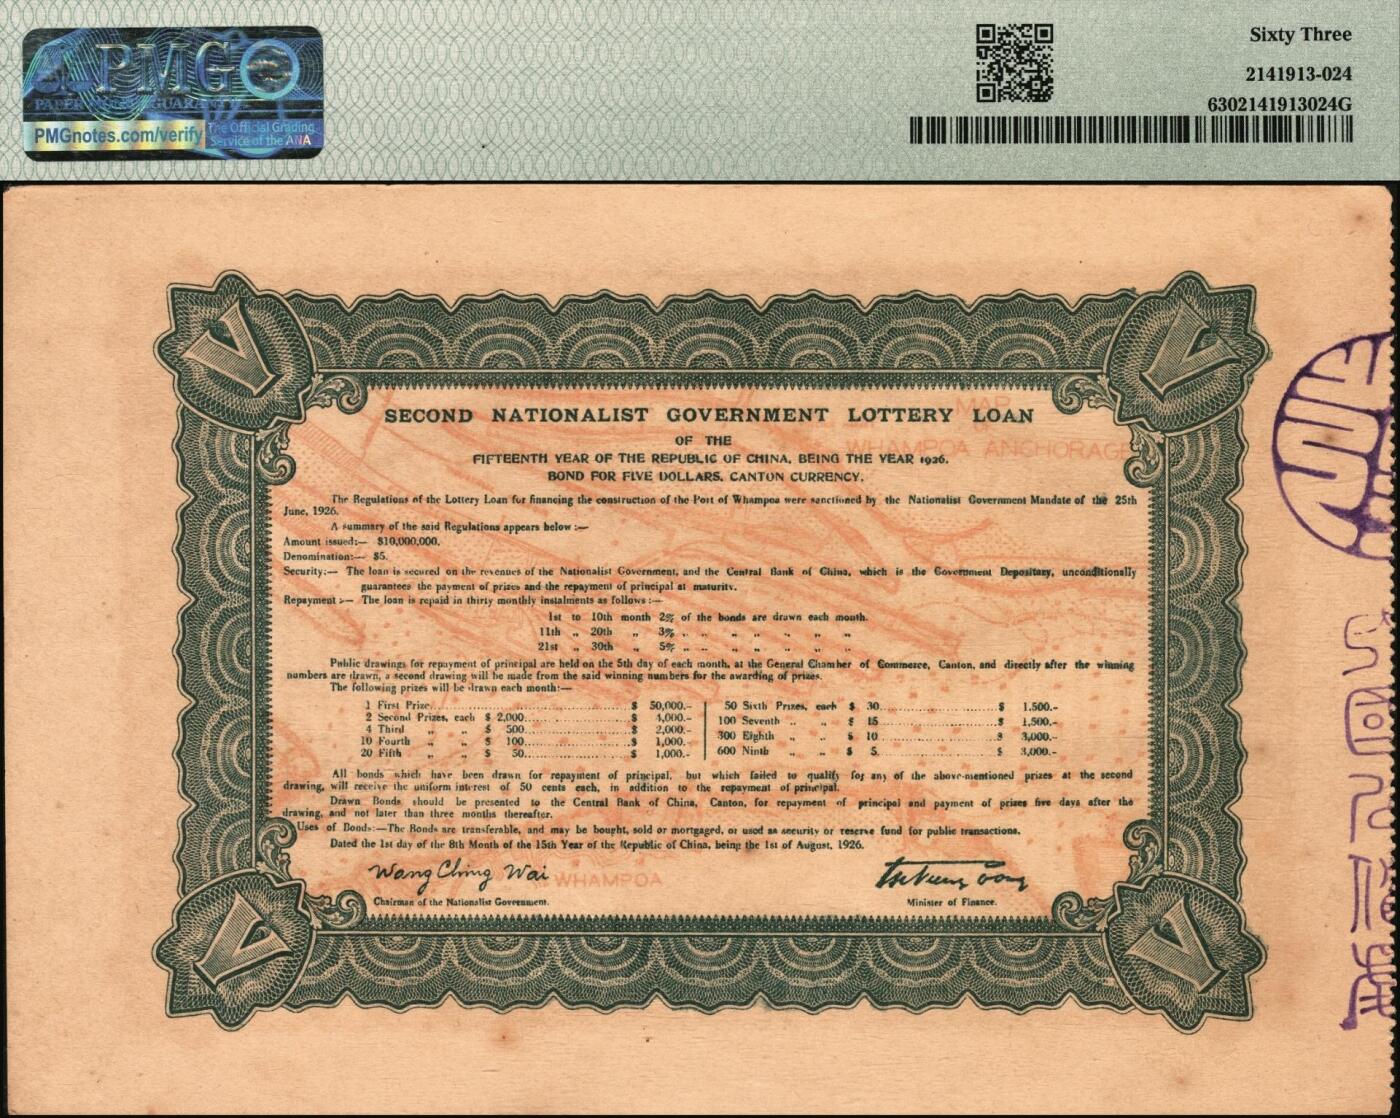 PMG
PAPER MONEY GUARANTY
PMGnotes.com/verify
The Official Grading
Service of the ANA
Sixty Three
2141913-024
6302141913024G
V V
MAP
WHAMPOA ANCHORAGE
SECOND NATIONALIST GOVERNMENT LOTTERY LOAN
OF THE
FIFTEENTH YEAR OF THE REPUBLIC OF CHINA, BEING THE YEAR 1926.
BOND FOR FIVE DOLLARS, CANTON CURRENCY.
The Regulations of the Lottery Loan for financing the construction of the Port of Whampoa were sanctioned by the Nationalist Government Mandate of the 25th
June, 1926.
A summary of the said Regulations appears below :—
Amount issued:— $10,000,000.
Denomination:— $5.
Security:— The loan is secured on the revenues of the Nationalist Government, and the Central Bank of China, which is the Government Depositary, unconditionally
guarantees the payment of prizes and the repayment of principal at maturity.
Repayment :— The loan is repaid in thirty monthly instalments as follows :—
1st to 10th month 2% of the bonds are drawn each month.
11th „ 20th „ 3% „ „ „ „ „ „ „
21st „ 30th „ 5% „ „ „ „ „ „ „
Public drawings for repayment of principal are held on the 5th day of each month, at the General Chamber of Commerce, Canton, and directly after the winning
numbers are drawn, a second drawing will be made from the said winning numbers for the awarding of prizes.
The following prizes will be drawn each month:—
1 First Prize.......... $ 50,000.- 50 Sixth Prizes, each $ 30.......... $ 1.500.-
2 Second Prizes, each $ 2,000.......... $ 4,000.- 100 Seventh „ „ $ 15.......... $ 1,500.-
4 Third „ „ $ 500.......... $ 2,000.- 300 Eighth „ „ $ 10.......... $ 3,000.-
10 Fourth „ „ $ 100.......... $ 1,000.- 600 Ninth „ „ $ 5.......... $ 3,000.-
20 Fifth „ „ $ 50.......... $ 1,000.-
All bonds which have been drawn for repayment of principal, but which failed to qualify for any of the above-mentioned prizes at the second
drawing, will receive the uniform interest of 50 cents each, in addition to the repayment of principal.
Drawn Bonds should be presented to the Central Bank of China, Canton, for repayment of principal and payment of prizes five days after the
drawing, and not later than three months thereafter.
Uses of Bonds:—The Bonds are transferable, and may be bought, sold or mortgaged, or used as security or reserve fund for public transactions.
Dated the 1st day of the 8th Month of the 15th Year of the Republic of China, being the 1st of August, 1926.
Wang Ching Wai
WHAMPOA
Chairman of the Nationalist Government. Minister of Finance.
V V